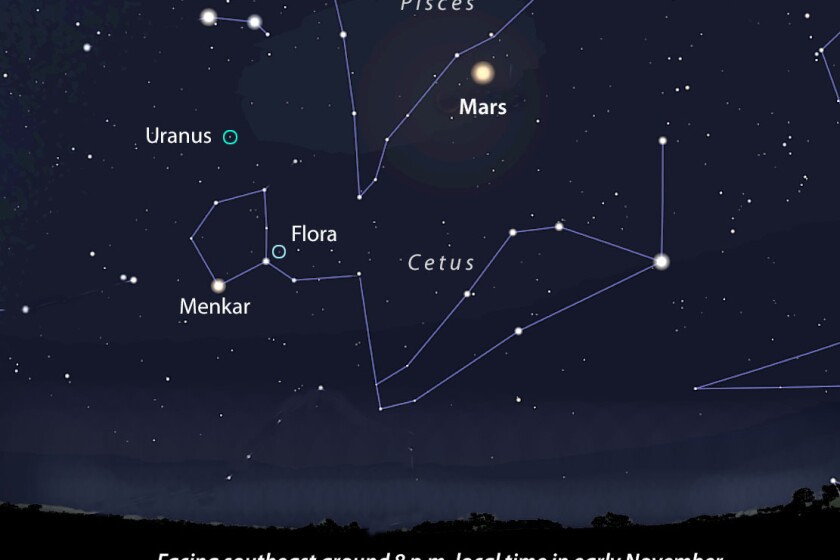 Pisces
Mars
Uranus
Flora
Cetus
Menkar
Facing southeast around 8 p.m. local time in early November